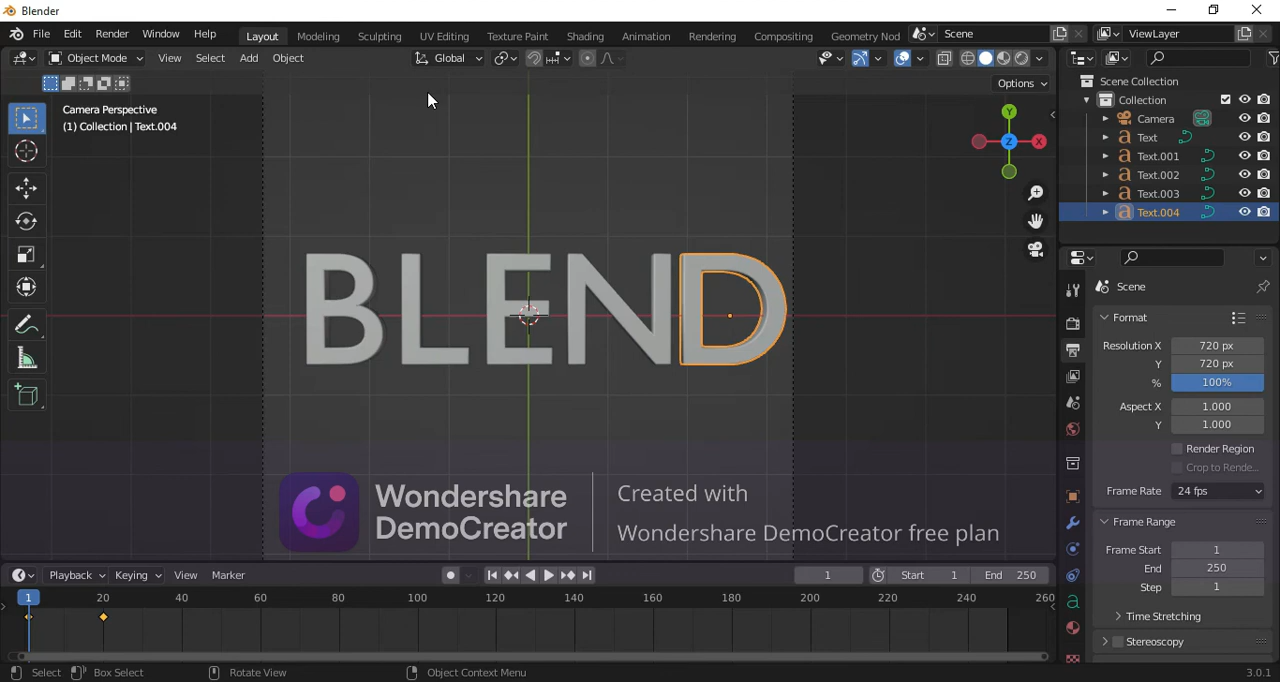 Blender
File Edit Render Window Help Layout Modeling Sculpting UV Editing Texture Paint Shading Animation Rendering Compositing Geometry Nod Scene ViewLayer
Object Mode View Select Add Object Global
Options
Camera Perspective
(1) Collection | Text.004
Y
Z
X
BLEND
Wondershare
DemoCreator
Created with
Wondershare DemoCreator free plan
Scene Collection
Collection
Camera
Text
Text.001
Text.002
Text.003
Text.004
Scene
Format
Resolution X 720 px
Y 720 px
% 100%
Aspect X 1.000
Y 1.000
Render Region
Crop to Rende...
Frame Rate 24 fps
Frame Range
Frame Start 1
End 250
Step 1
Time Stretching
Stereoscopy
Playback Keying View Marker 1 Start 1 End 250
1 20 40 60 80 100 120 140 160 180 200 220 240 260
Select Box Select Rotate View Object Context Menu 3.0.1